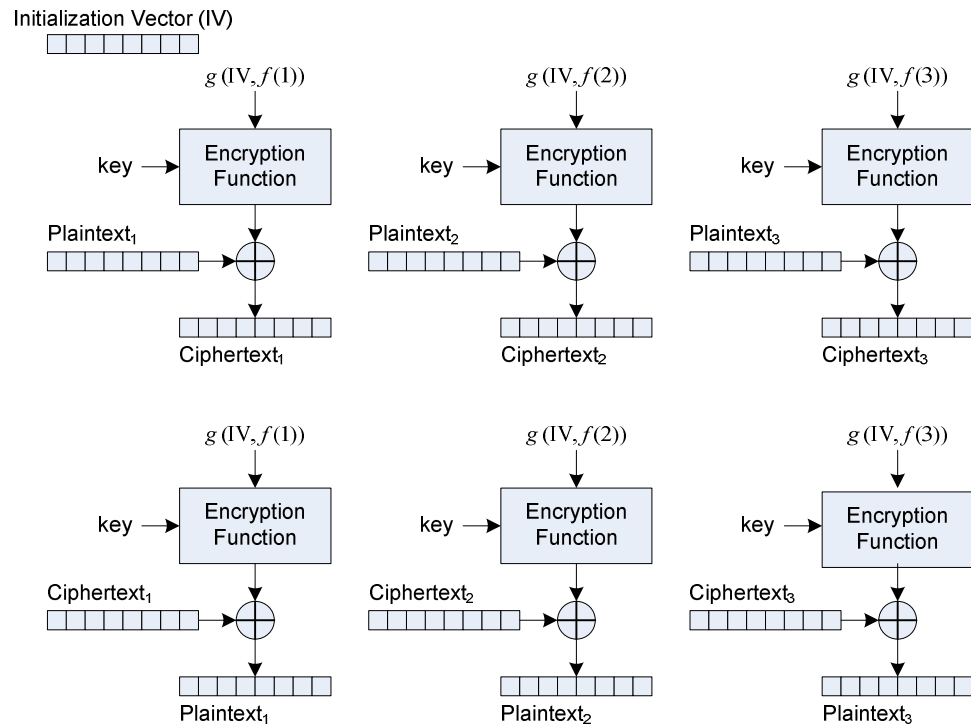 Initialization Vector (IV)
g (IV, f(1)) g (IV, f(2)) g (IV, f(3))
key Encryption Function key Encryption Function key Encryption Function
Plaintext₁ Plaintext₂ Plaintext₃
Ciphertext₁ Ciphertext₂ Ciphertext₃
g (IV, f(1)) g (IV, f(2)) g (IV, f(3))
key Encryption Function key Encryption Function key Encryption Function
Ciphertext₁ Ciphertext₂ Ciphertext₃
Plaintext₁ Plaintext₂ Plaintext₃